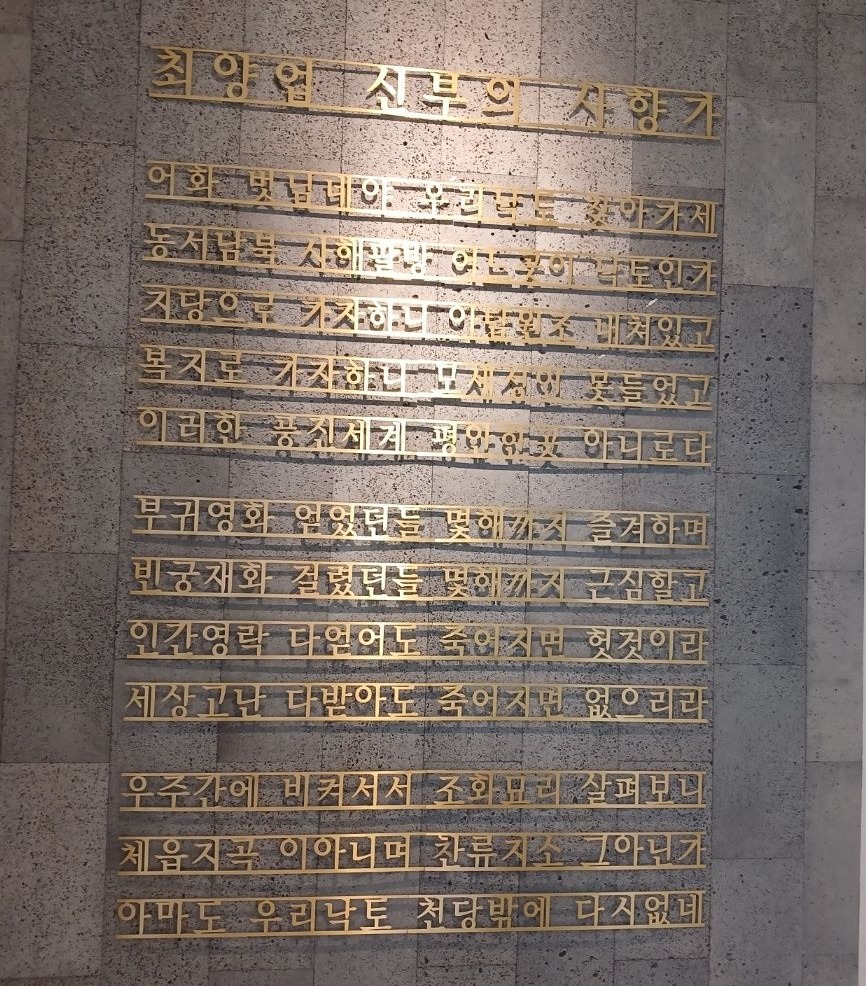 최양업 신부의 사향가
어화 벗님네야 우리낙토 찾아가세
동서남북 사해팔방 어느곳이 낙토인가
지당으로 가자하니 아담원조 내쳐있고
복지로 가자하니 모세성인 못들었고
이러한 풍진세계 평안한곳 아니로다
부귀영화 얻었던들 몇해까지 즐겨하며
빈궁재화 걸렸던들 몇해까지 근심할고
인간영락 다얻어도 죽어지면 헛것이라
세상고난 다받아도 죽어지면 없으리라
우주간에 비켜서서 조화묘리 살펴보니
체읍지곡 이아니며 찬류지소 그아닌가
아마도 우리낙토 천당밖에 다시없네